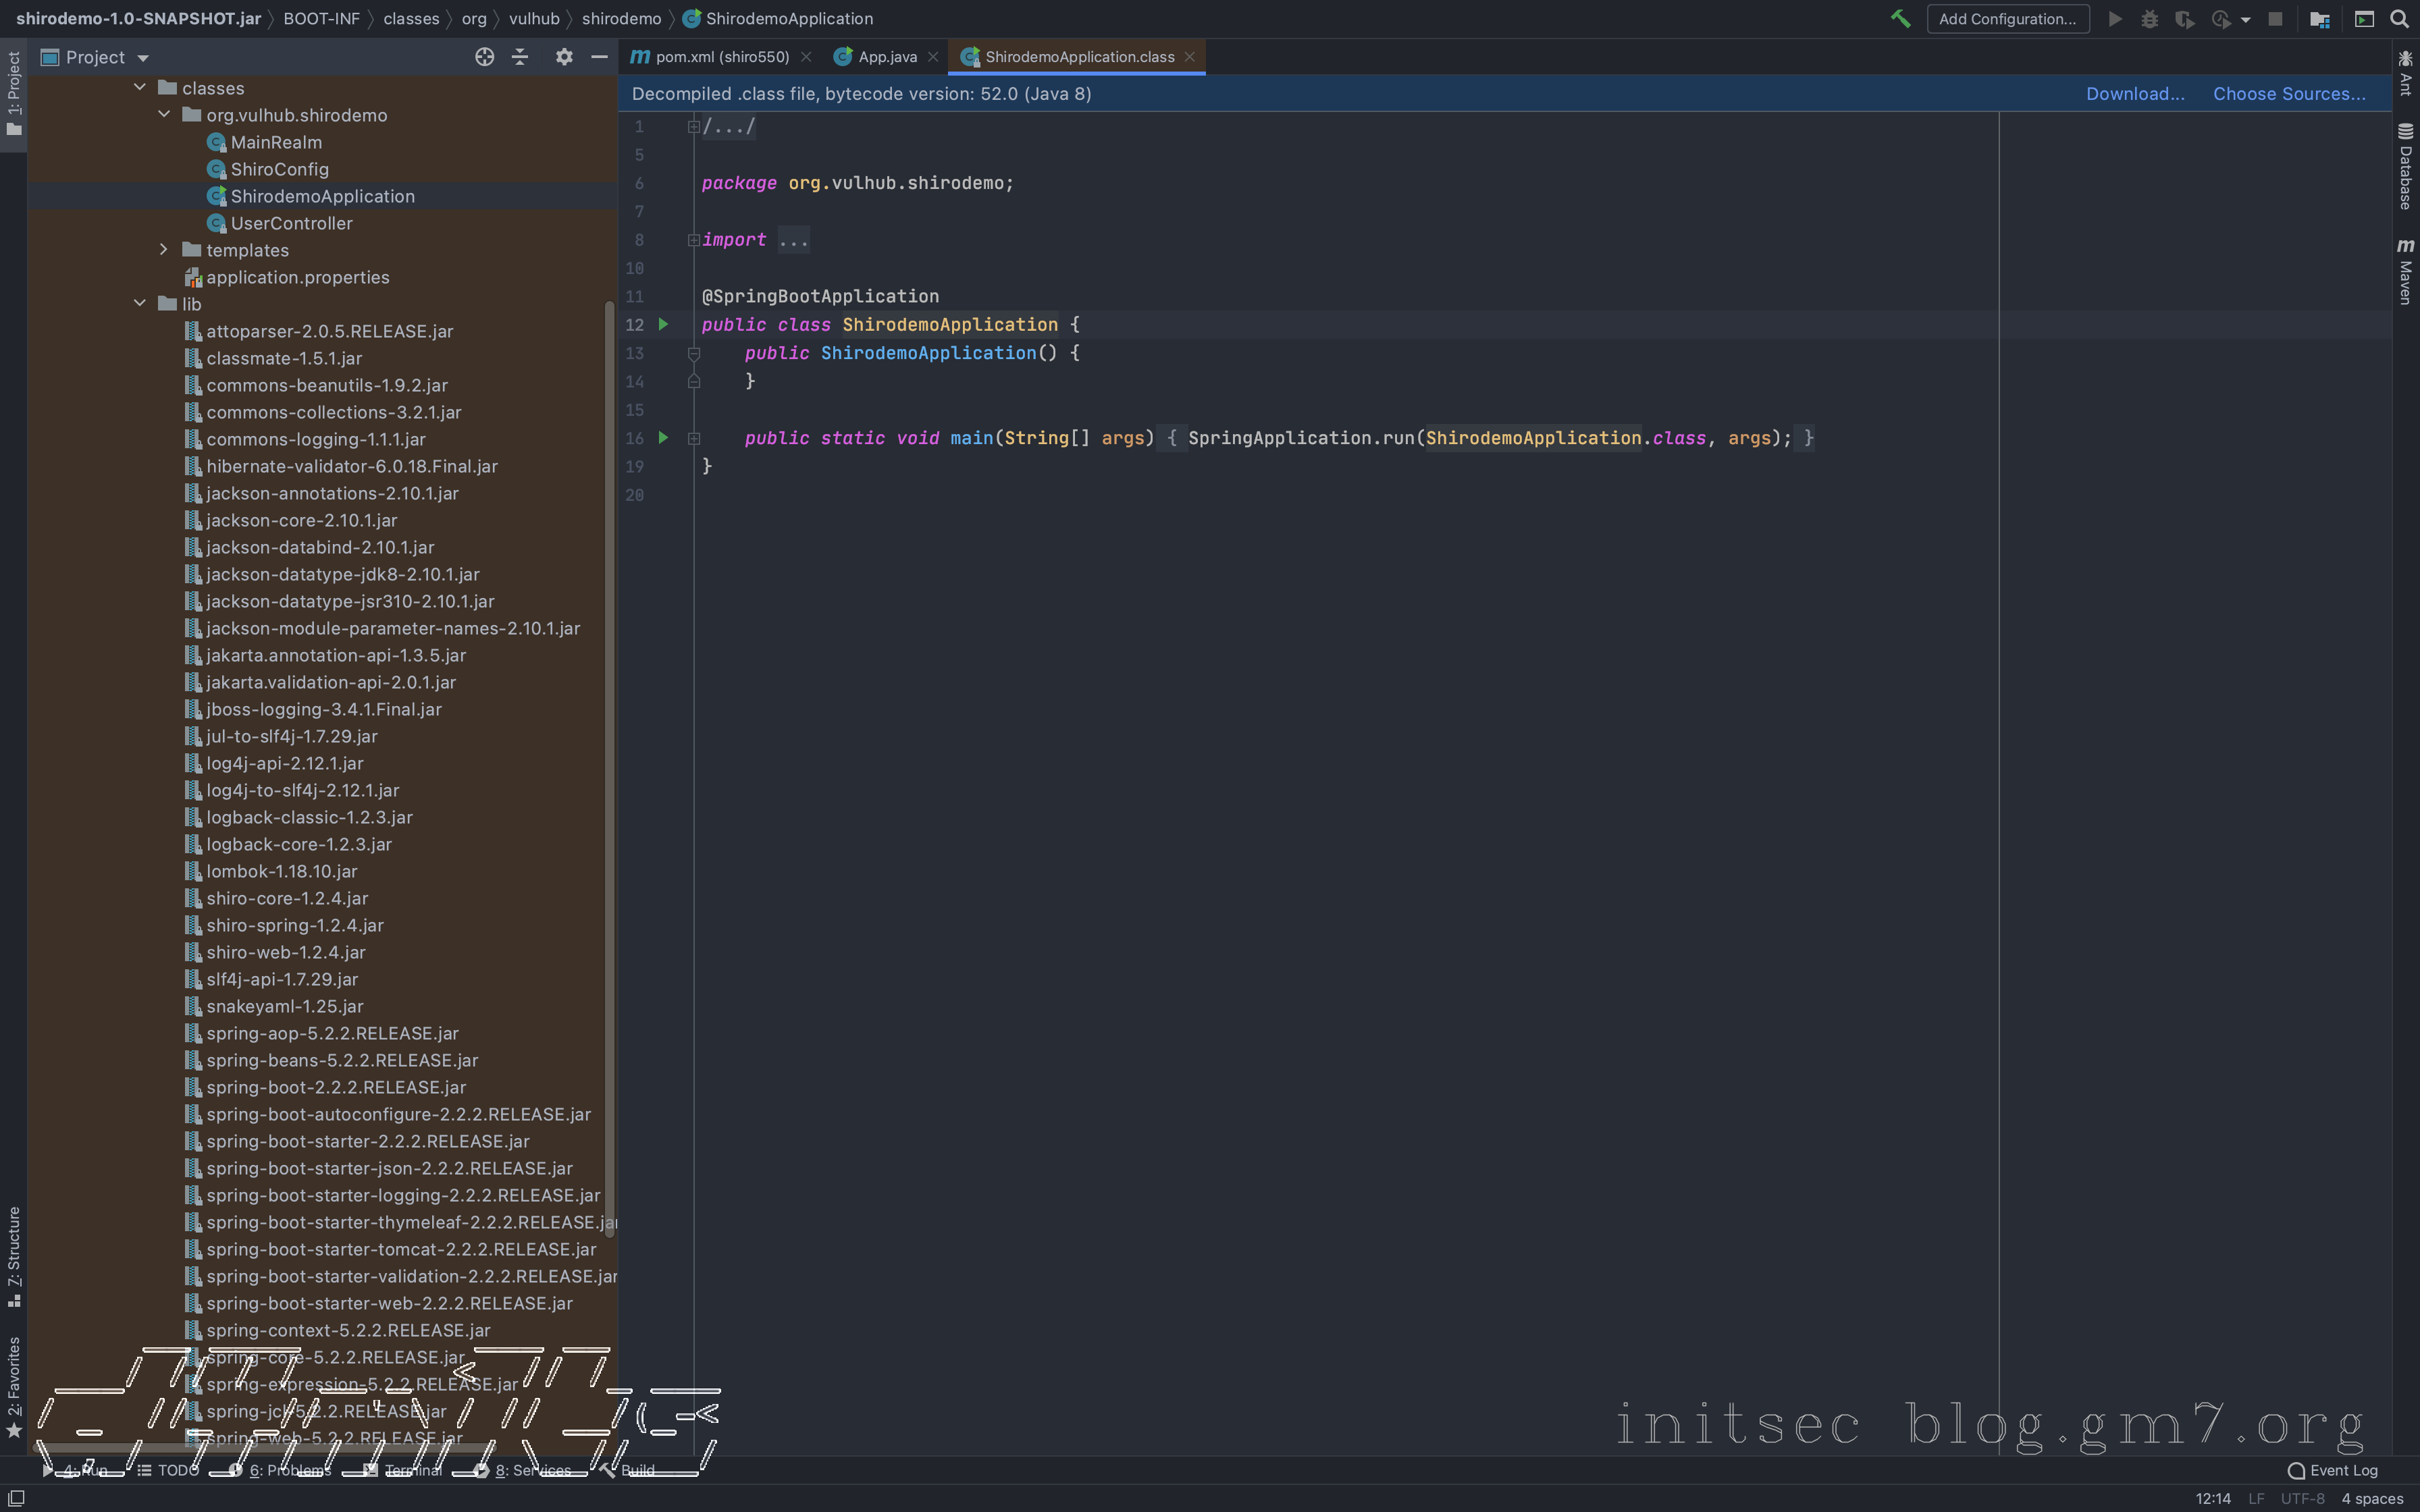 shirodemo-1.0-SNAPSHOT.jar BOOT-INF classes org vulhub shirodemo ShirodemoApplication
Add Configuration...
1: Project
Project
pom.xml (shiro550)
App.java
ShirodemoApplication.class
Decompiled .class file, bytecode version: 52.0 (Java 8)
Download...
Choose Sources...
classes
org.vulhub.shirodemo
MainRealm
ShiroConfig
ShirodemoApplication
UserController
templates
application.properties
lib
attoparser-2.0.5.RELEASE.jar
classmate-1.5.1.jar
commons-beanutils-1.9.2.jar
commons-collections-3.2.1.jar
commons-logging-1.1.1.jar
hibernate-validator-6.0.18.Final.jar
jackson-annotations-2.10.1.jar
jackson-core-2.10.1.jar
jackson-databind-2.10.1.jar
jackson-datatype-jdk8-2.10.1.jar
jackson-datatype-jsr310-2.10.1.jar
jackson-module-parameter-names-2.10.1.jar
jakarta.annotation-api-1.3.5.jar
jakarta.validation-api-2.0.1.jar
jboss-logging-3.4.1.Final.jar
jul-to-slf4j-1.7.29.jar
log4j-api-2.12.1.jar
log4j-to-slf4j-2.12.1.jar
logback-classic-1.2.3.jar
logback-core-1.2.3.jar
lombok-1.18.10.jar
shiro-core-1.2.4.jar
shiro-spring-1.2.4.jar
shiro-web-1.2.4.jar
slf4j-api-1.7.29.jar
snakeyaml-1.25.jar
spring-aop-5.2.2.RELEASE.jar
spring-beans-5.2.2.RELEASE.jar
spring-boot-2.2.2.RELEASE.jar
spring-boot-autoconfigure-2.2.2.RELEASE.jar
spring-boot-starter-2.2.2.RELEASE.jar
spring-boot-starter-json-2.2.2.RELEASE.jar
spring-boot-starter-logging-2.2.2.RELEASE.jar
spring-boot-starter-thymeleaf-2.2.2.RELEASE.jar
spring-boot-starter-tomcat-2.2.2.RELEASE.jar
spring-boot-starter-validation-2.2.2.RELEASE.jar
spring-boot-starter-web-2.2.2.RELEASE.jar
spring-context-5.2.2.RELEASE.jar
spring-core-5.2.2.RELEASE.jar
spring-expression-5.2.2.RELEASE.jar
spring-jcl-5.2.2.RELEASE.jar
spring-web-5.2.2.RELEASE.jar
1 /.../
5
6 package org.vulhub.shirodemo;
7
8 import ...
10
11 @SpringBootApplication
12 public class ShirodemoApplication {
13 public ShirodemoApplication() {
14 }
15
16 public static void main(String[] args) { SpringApplication.run(ShirodemoApplication.class, args); }
19 }
20
Ant
Database
Maven
7: Structure
2: Favorites
initsec blog.gm7.org
4: Run TODO 6: Problems Terminal 8: Services Build
Event Log
12:14 LF UTF-8 4 spaces